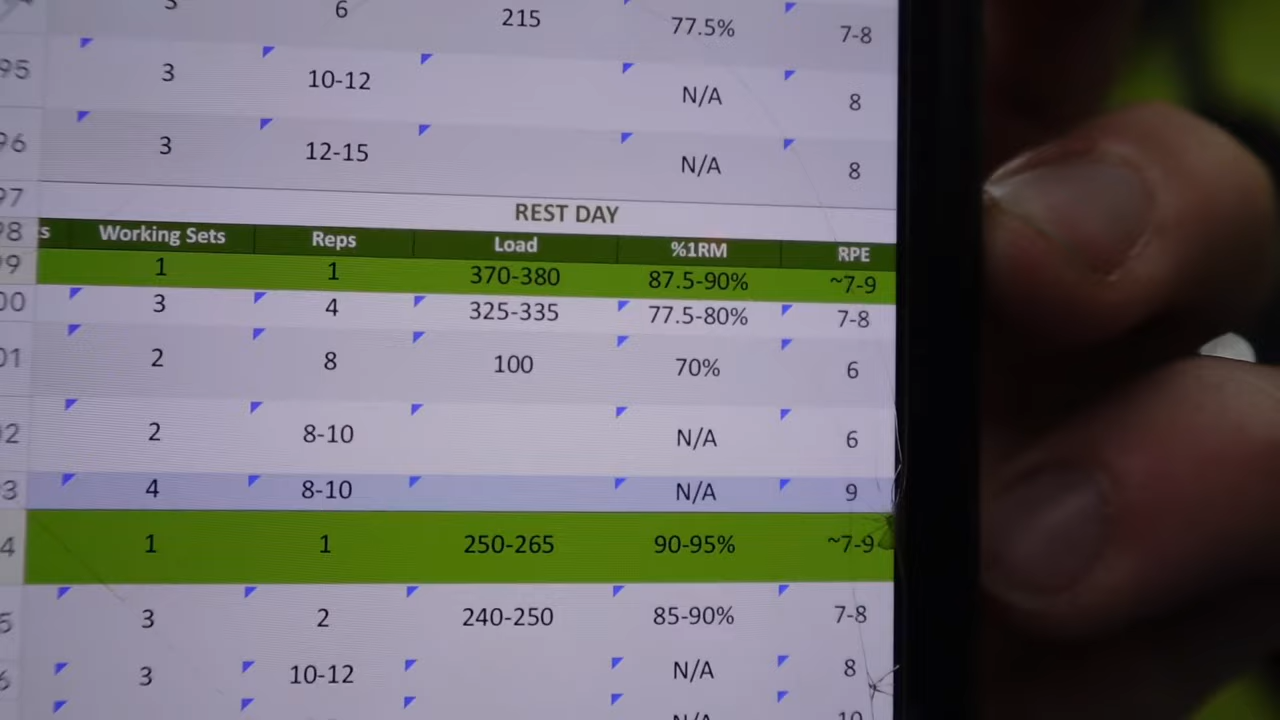 3 6 215 77.5% 7-8
95 3 10-12 N/A 8
96 3 12-15 N/A 8
97 REST DAY
98 s Working Sets Reps Load %1RM RPE
99 1 1 370-380 87.5-90% ~7-9
00 3 4 325-335 77.5-80% 7-8
01 2 8 100 70% 6
02 2 8-10 N/A 6
3 4 8-10 N/A 9
4 1 1 250-265 90-95% ~7-9
5 3 2 240-250 85-90% 7-8
6 3 10-12 N/A 8
N/A 10